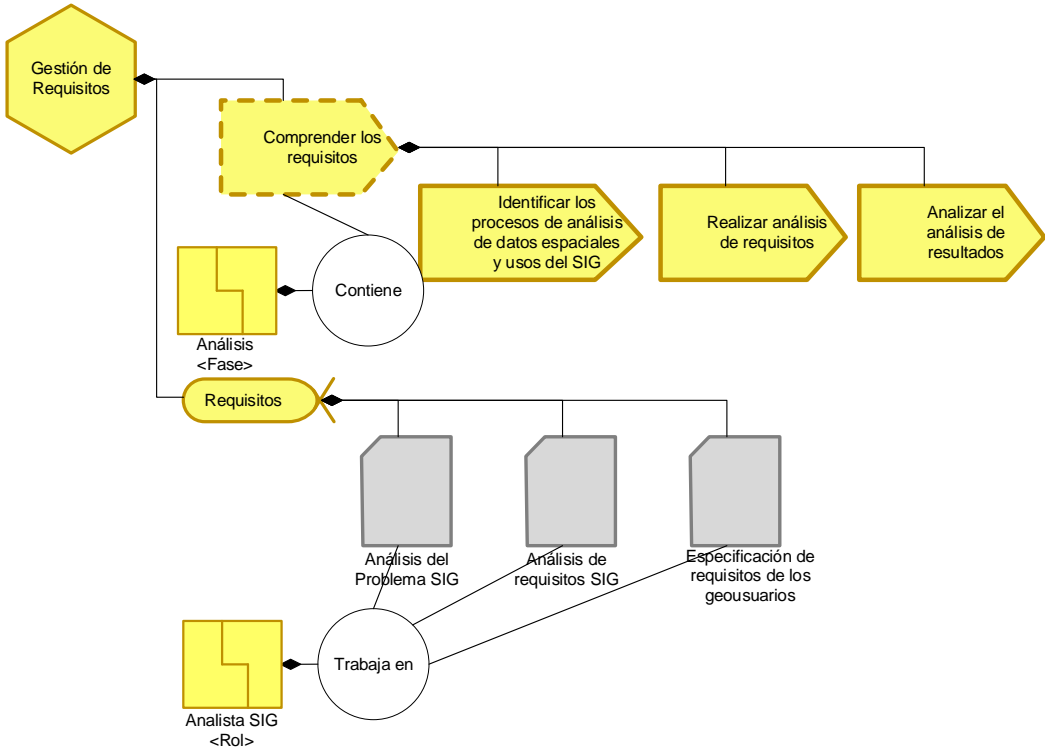 Gestión de
Requisitos
Comprender los
requisitos
Identificar los
procesos de análisis
de datos espaciales
y usos del SIG
Realizar análisis
de requisitos
Analizar el
análisis de
resultados
Contiene
Análisis
<Fase>
Requisitos
Análisis del
Problema SIG
Análisis de
requisitos SIG
Especificación de
requisitos de los
geousuarios
Trabaja en
Analista SIG
<Rol>